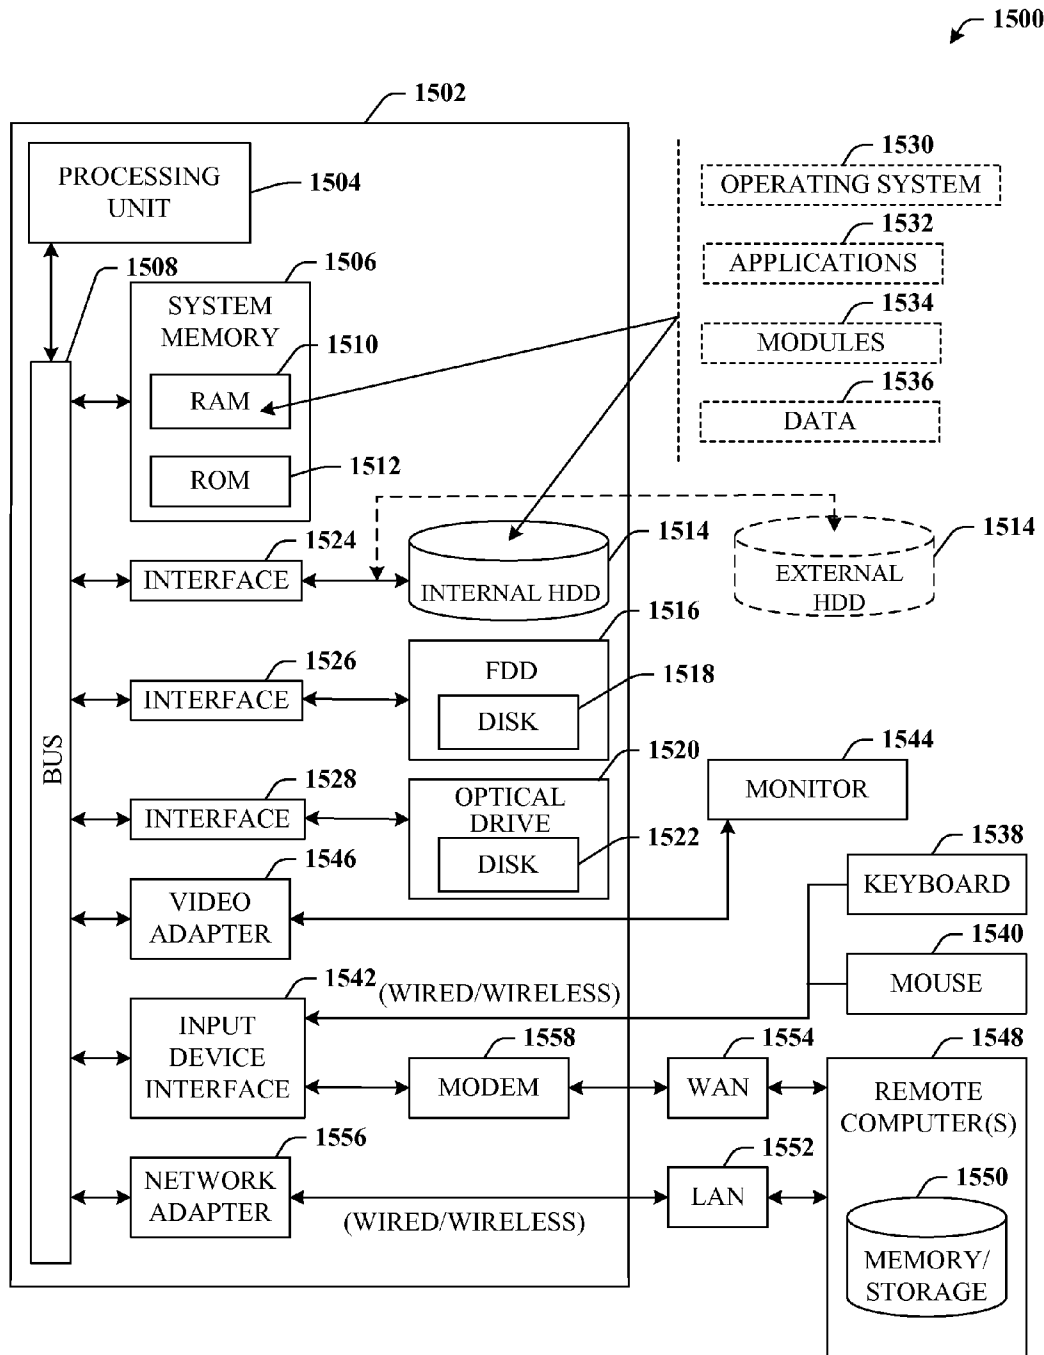 1500
1502
PROCESSING
UNIT
1504
1530
OPERATING SYSTEM
1532
APPLICATIONS
1534
MODULES
1536
DATA
1508
1506
SYSTEM
MEMORY
1510
RAM
1512
ROM
1524
INTERFACE
1514
INTERNAL HDD
1514
EXTERNAL
HDD
1516
FDD
1518
DISK
1526
INTERFACE
BUS
1520
OPTICAL
DRIVE
1522
DISK
1528
INTERFACE
1544
MONITOR
1546
VIDEO
ADAPTER
1538
KEYBOARD
1540
MOUSE
1542
(WIRED/WIRELESS)
INPUT
DEVICE
INTERFACE
1558
MODEM
1554
WAN
1548
REMOTE
COMPUTER(S)
1556
NETWORK
ADAPTER
(WIRED/WIRELESS)
1552
LAN
1550
MEMORY/
STORAGE